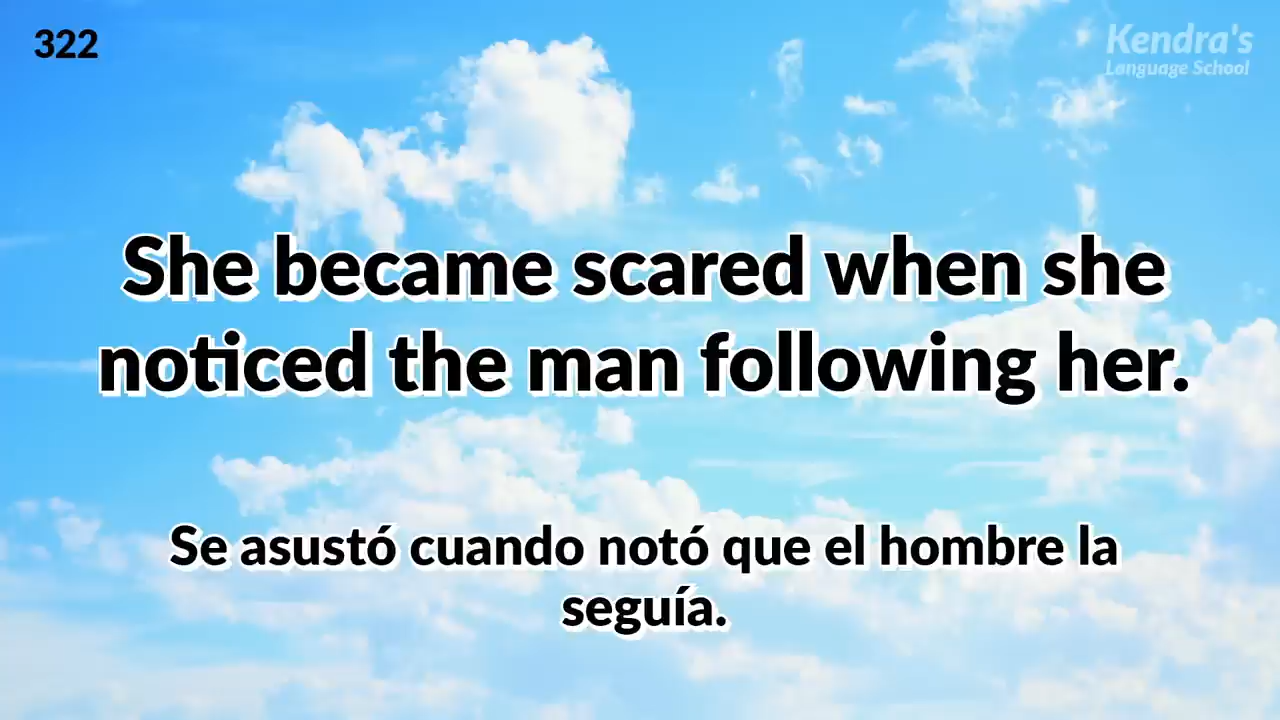 322
Kendra's
Language School
She became scared when she
noticed the man following her.
Se asustó cuando notó que el hombre la
seguía.